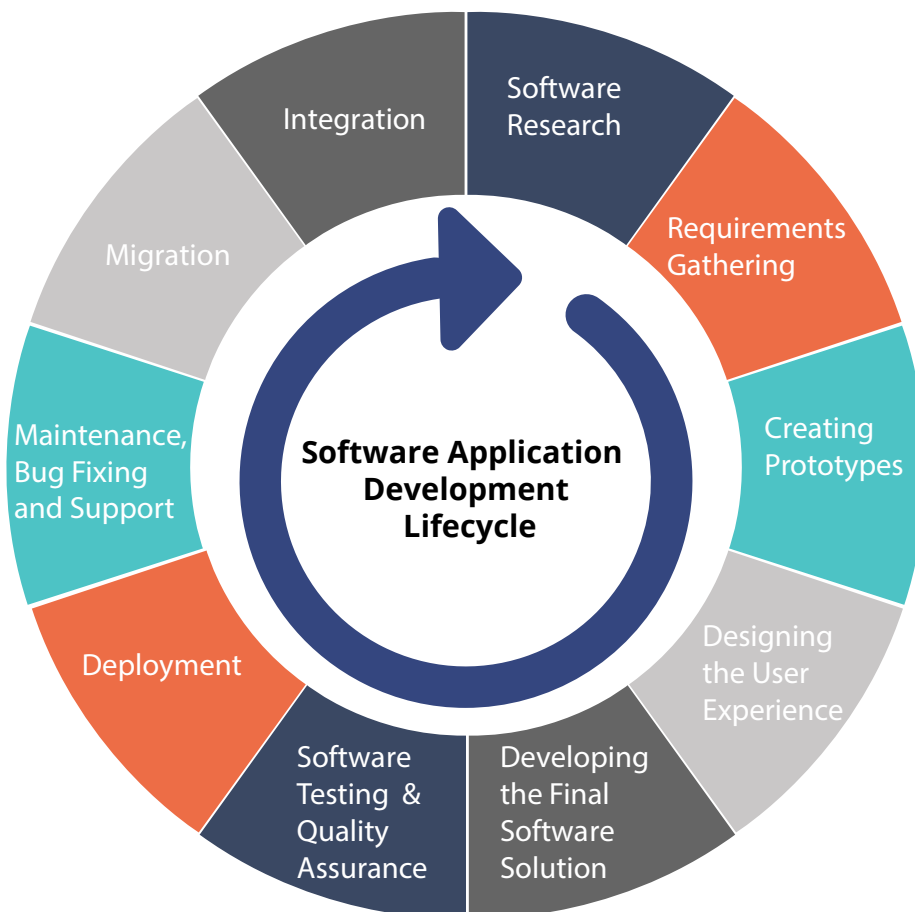 Software
Research
Requirements
Gathering
Creating
Prototypes
Designing
the User
Experience
Developing
the Final
Software
Solution
Software
Testing &
Quality
Assurance
Deployment
Maintenance,
Bug Fixing
and Support
Migration
Integration
Software Application
Development
Lifecycle